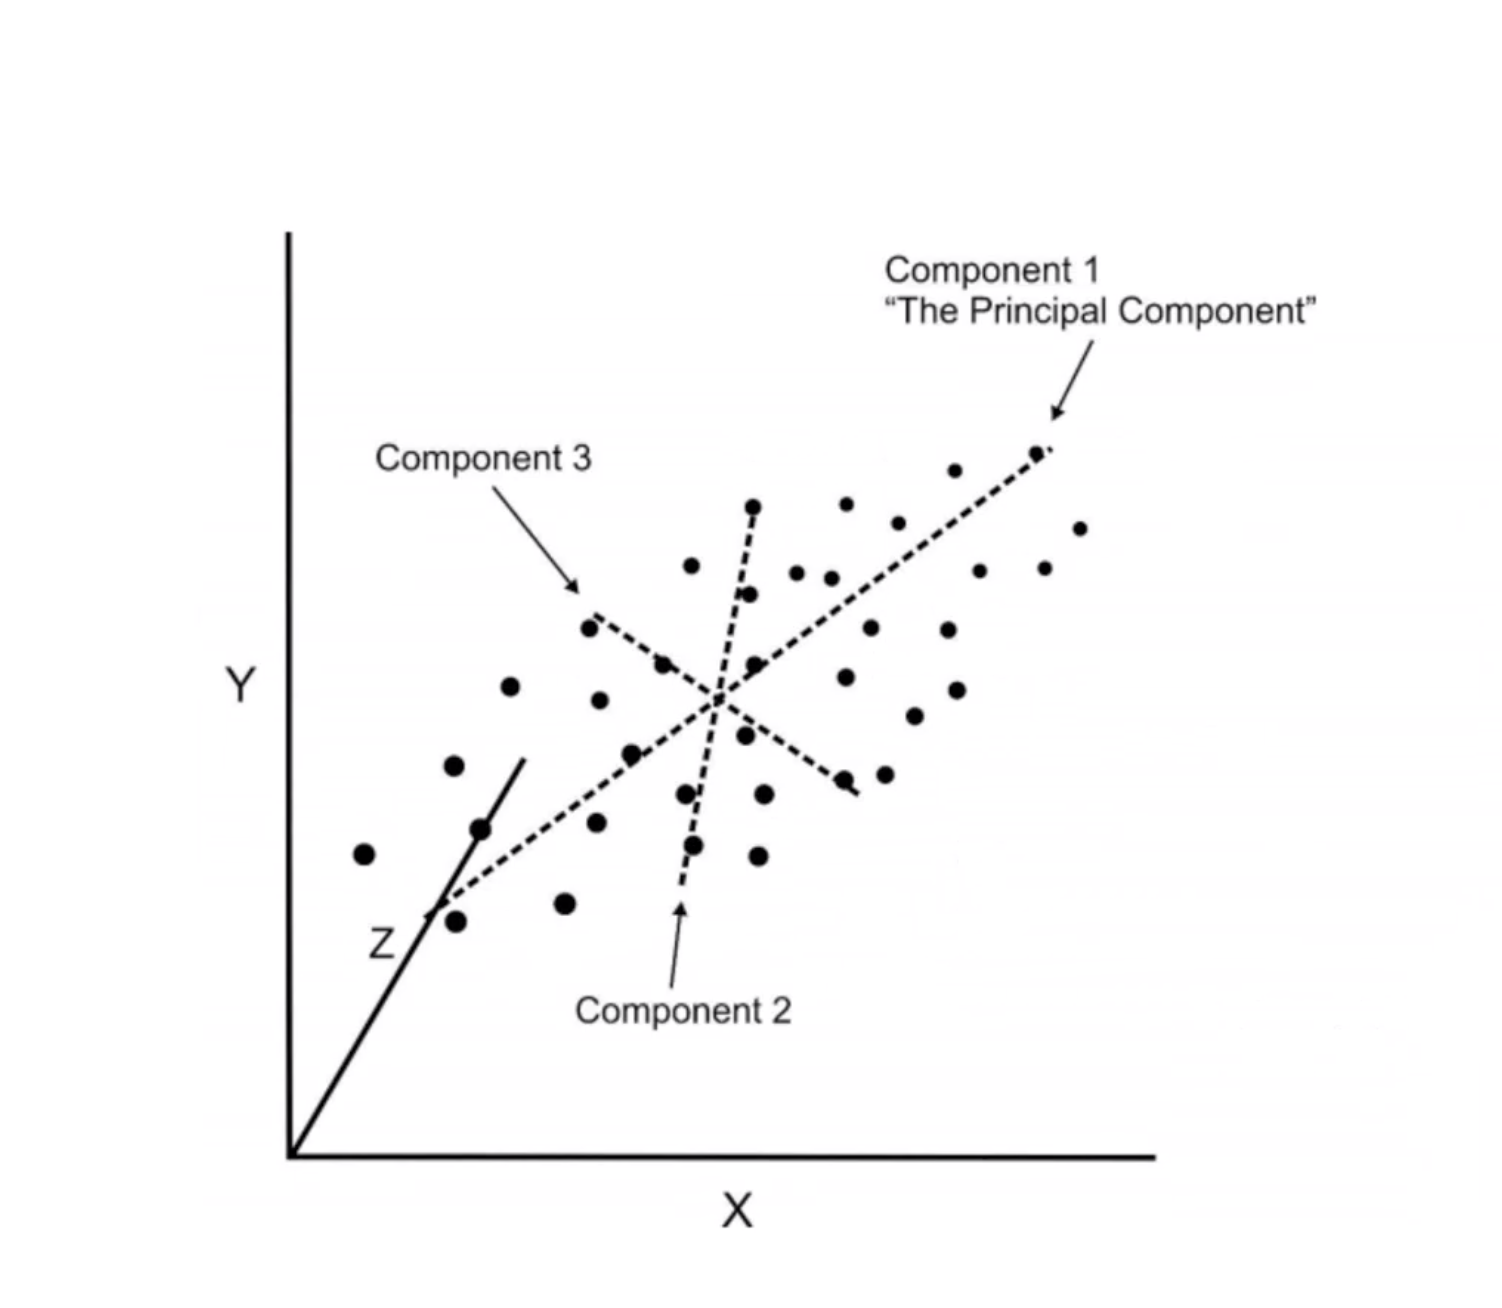 Component 1
“The Principal Component”
Component 3
Y
Z
Component 2
X